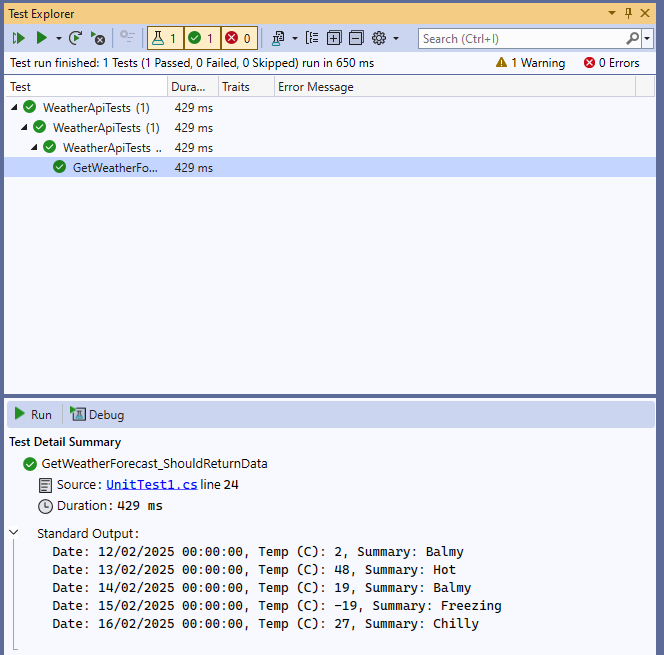 Test Explorer
1 1 0 Search (Ctrl+I)
Test run finished: 1 Tests (1 Passed, 0 Failed, 0 Skipped) run in 650 ms 1 Warning 0 Errors
Test Dura... Traits Error Message
WeatherApiTests (1) 429 ms
WeatherApiTests (1) 429 ms
WeatherApiTests .. 429 ms
GetWeatherFo... 429 ms
Run Debug
Test Detail Summary
GetWeatherForecast_ShouldReturnData
Source: UnitTest1.cs line 24
Duration: 429 ms
Standard Output:
Date: 12/02/2025 00:00:00, Temp (C): 2, Summary: Balmy
Date: 13/02/2025 00:00:00, Temp (C): 48, Summary: Hot
Date: 14/02/2025 00:00:00, Temp (C): 19, Summary: Balmy
Date: 15/02/2025 00:00:00, Temp (C): -19, Summary: Freezing
Date: 16/02/2025 00:00:00, Temp (C): 27, Summary: Chilly